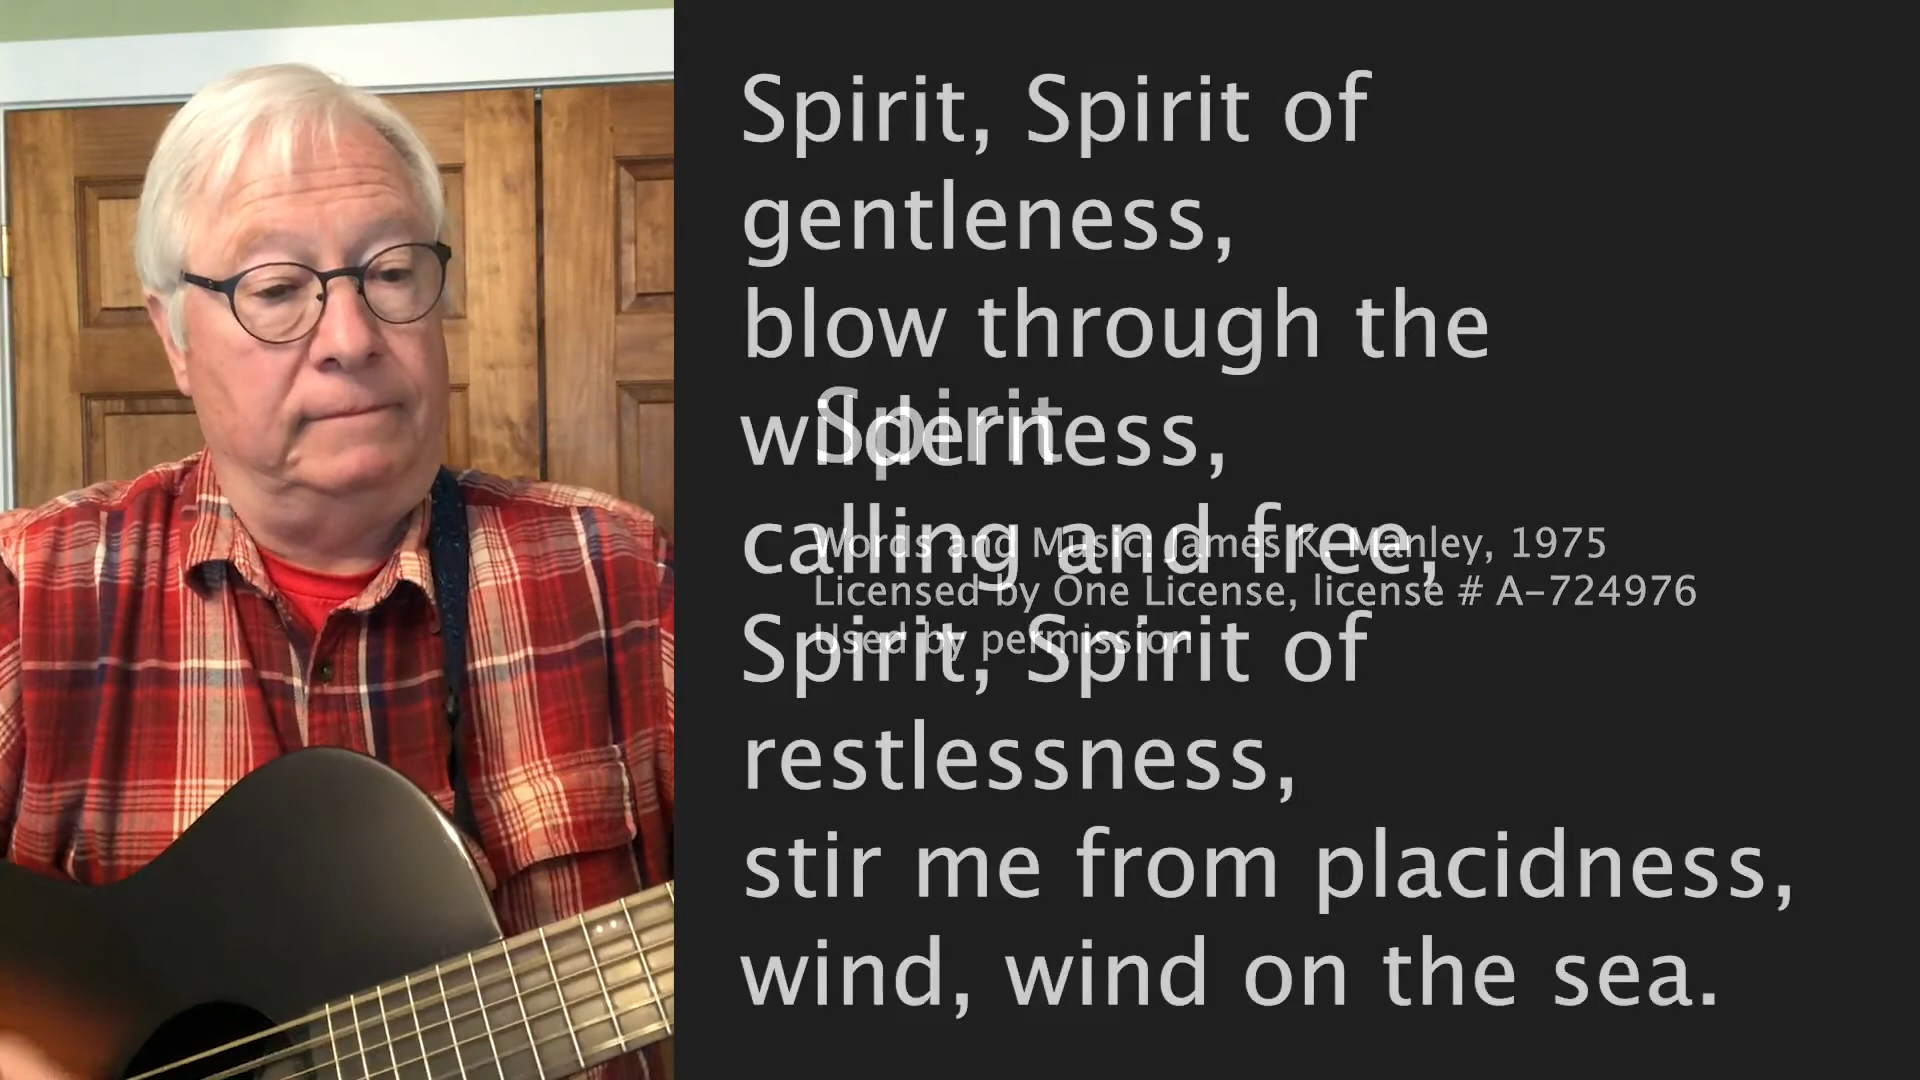 Spirit, Spirit of
gentleness,
blow through the
wilderness,
calling and free,
Spirit, Spirit of
restlessness,
stir me from placidness,
wind, wind on the sea.
Spirit
Words and Music: James K. Manley, 1975
Licensed by One License, license # A-724976
Used by permission